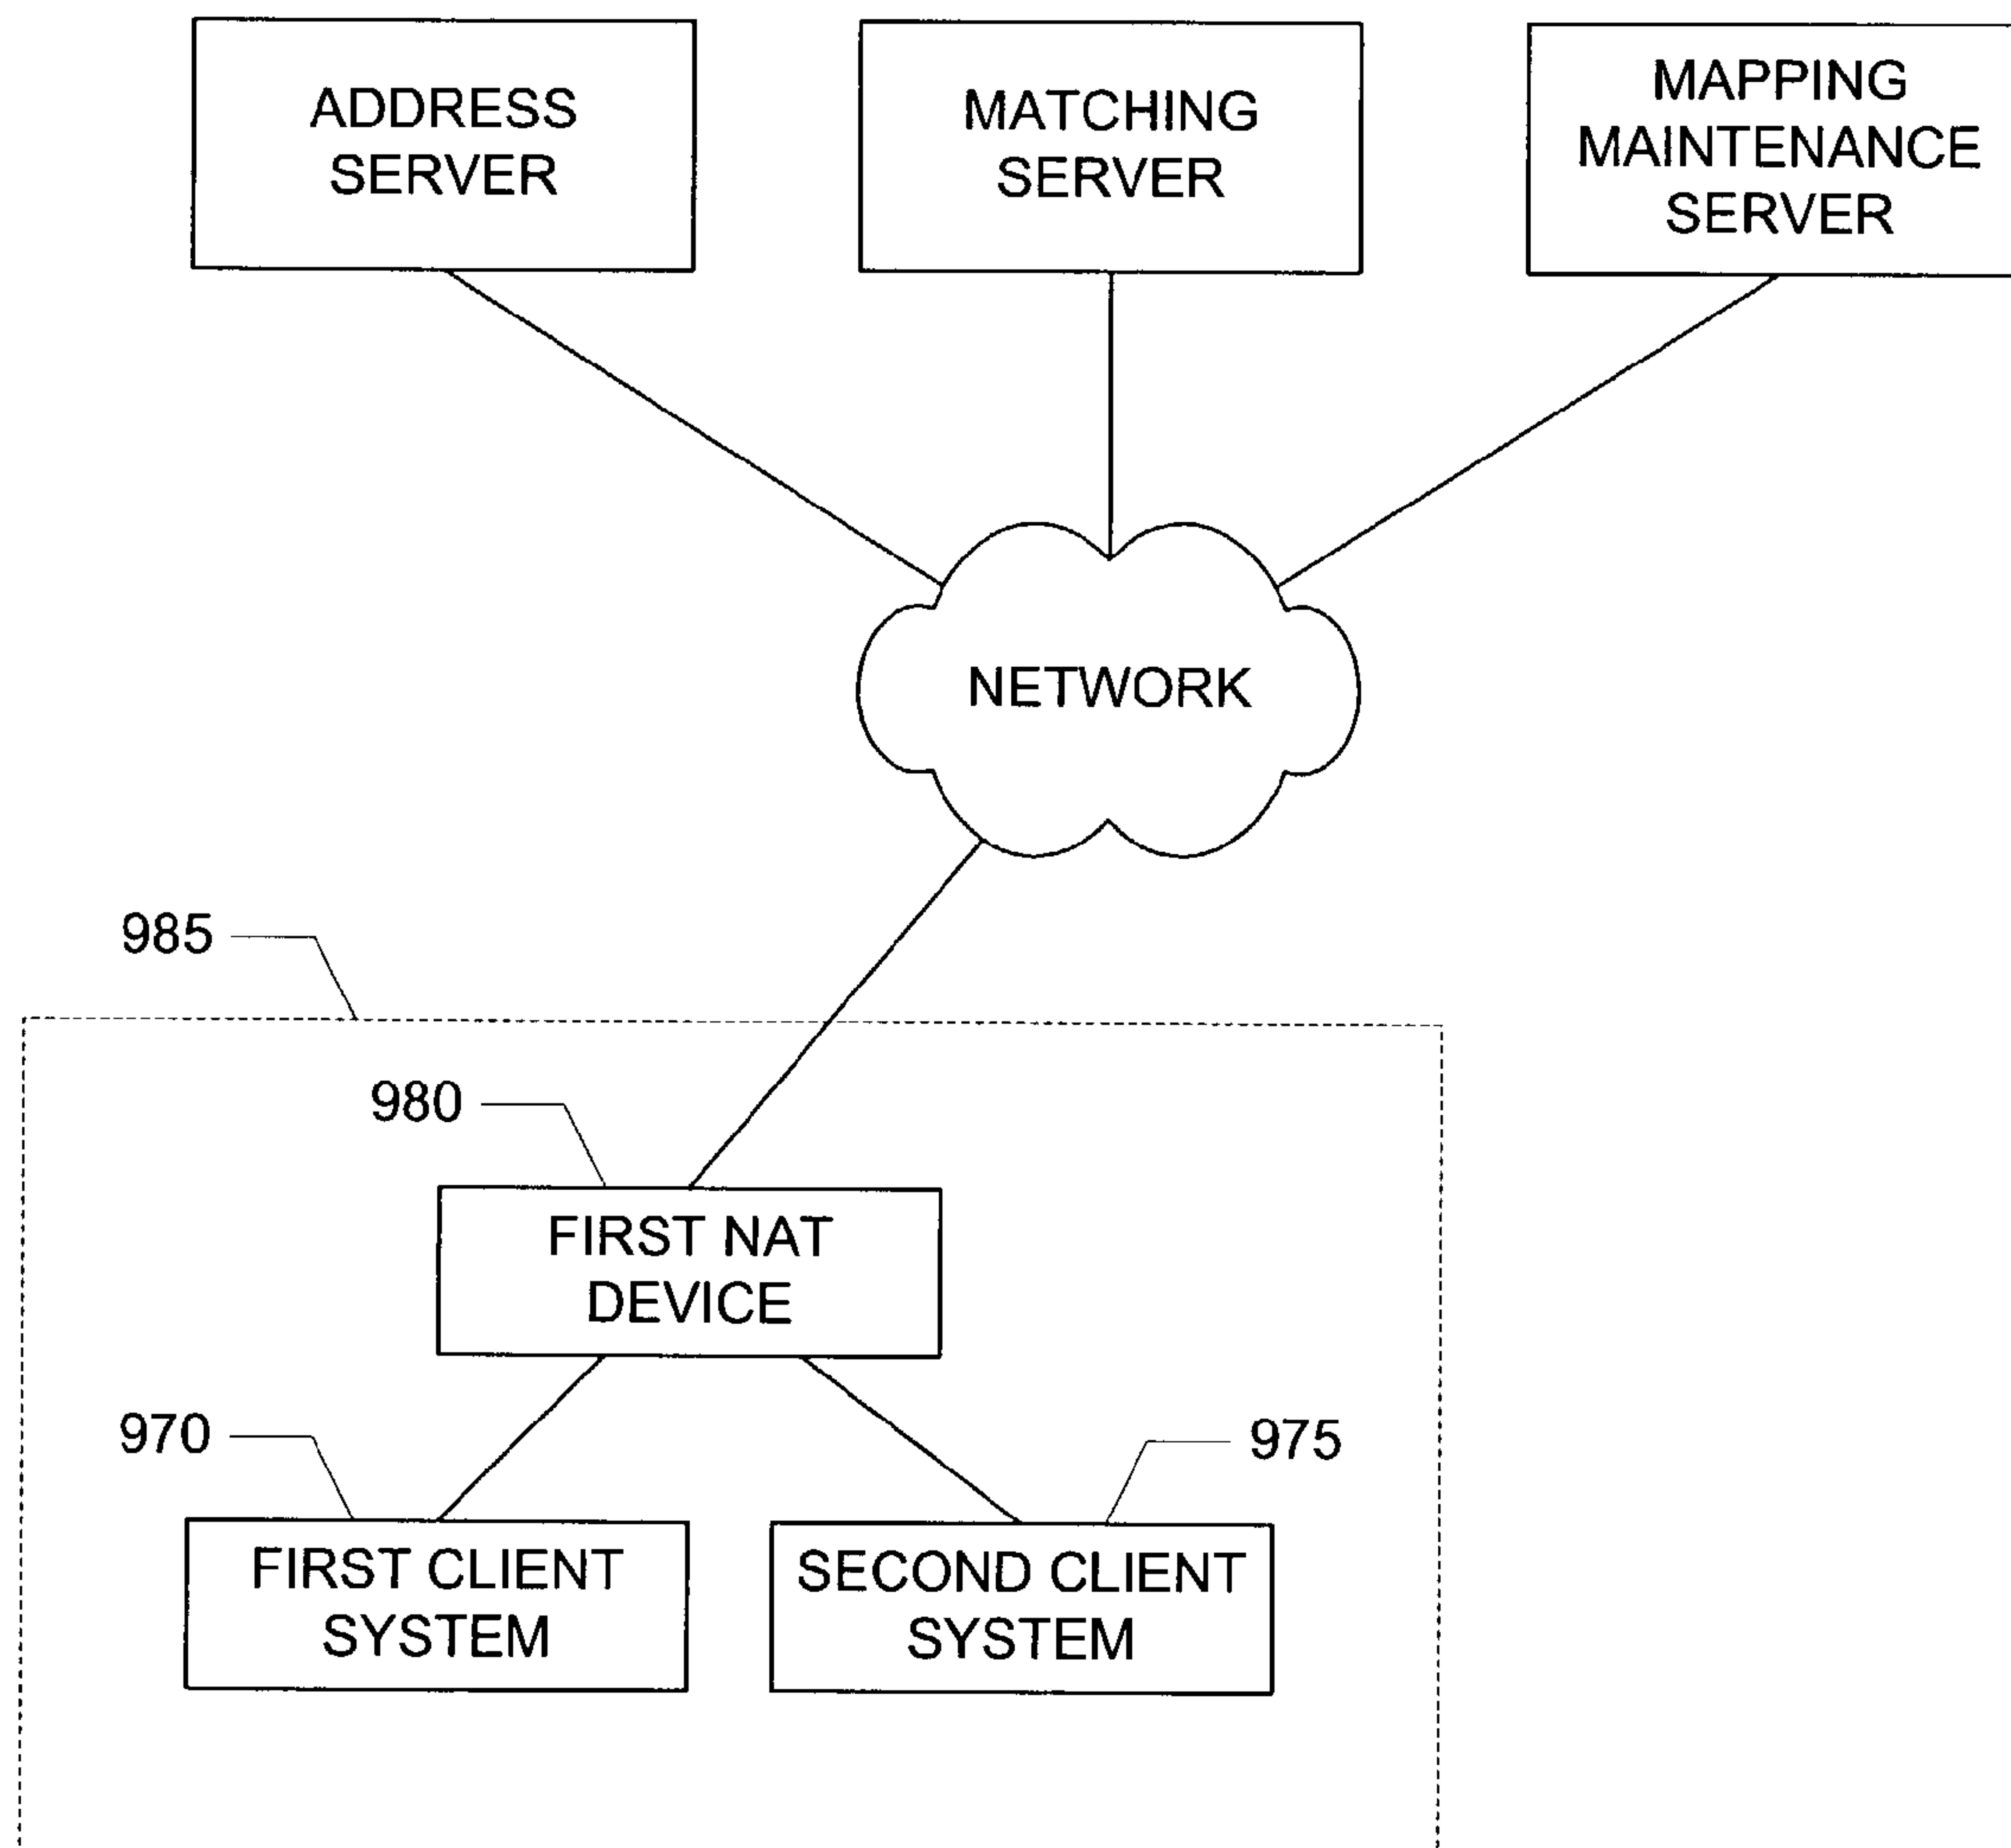 ADDRESS
SERVER
MATCHING
SERVER
MAPPING
MAINTENANCE
SERVER
NETWORK
985
980
FIRST NAT
DEVICE
970
975
FIRST CLIENT
SYSTEM
SECOND CLIENT
SYSTEM